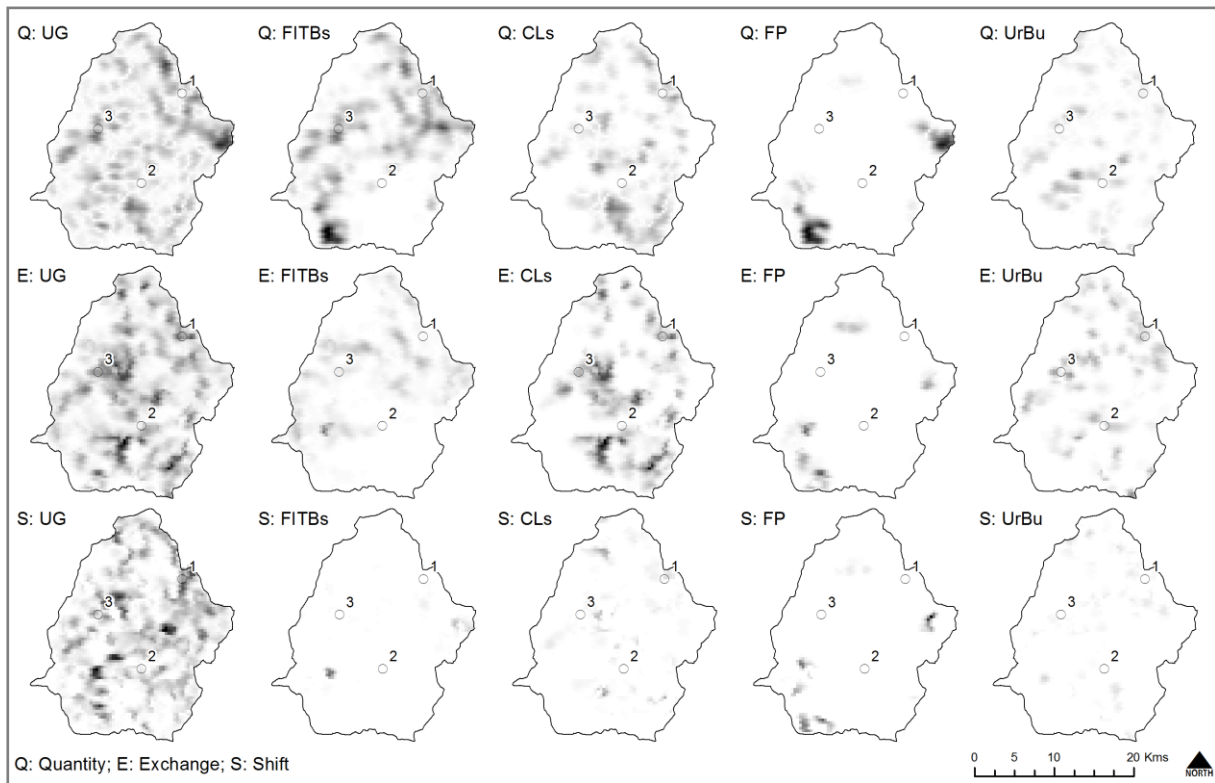 Q: UG
Q: FITBs
Q: CLs
Q: FP
Q: UrBu
1
1
1
1
1
3
3
3
3
3
2
2
2
2
2
E: UG
E: FITBs
E: CLs
E: FP
E: UrBu
1
1
1
1
1
3
3
3
3
3
2
2
2
2
2
S: UG
S: FITBs
S: CLs
S: FP
S: UrBu
1
1
1
1
1
3
3
3
3
3
2
2
2
2
2
Q: Quantity; E: Exchange; S: Shift
0 5 10 20 Kms
NORTH